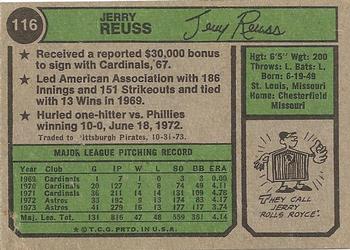 116
JERRY
REUSS
Jerry Reuss
★ Received a reported $30,000 bonus
to sign with Cardinals, '67.
★ Led American Association with 186
Innings and 151 Strikeouts and tied
with 13 Wins in 1969.
★ Hurled one-hitter vs. Phillies
winning 10-0, June 18, 1972.
Traded to Pittsburgh Pirates, 10-31-73.
Hgt: 6'5" Wgt: 200
Throws: L. Bats: L.
Born: 6-19-49
St. Louis, Missouri
Home: Chesterfield
Missouri
MAJOR LEAGUE PITCHING RECORD
Year Club G IP W L SO BB ERA
1969 Cardinals 1 7 1 0 3 3 0.00
1970 Cardinals 20 127 7 8 74 49 4.11
1971 Cardinals 36 211 14 14 131 109 4.78
1972 Astros 33 192 9 13 174 83 4.17
1973 Astros 41 279 16 13 177 117 3.74
Maj. Lea. Tot. 131 816 47 48 559 361 4.14
★©T.C.G. PRTD. IN U.S.A.
"THEY CALL
JERRY
ROLLS ROYCE."